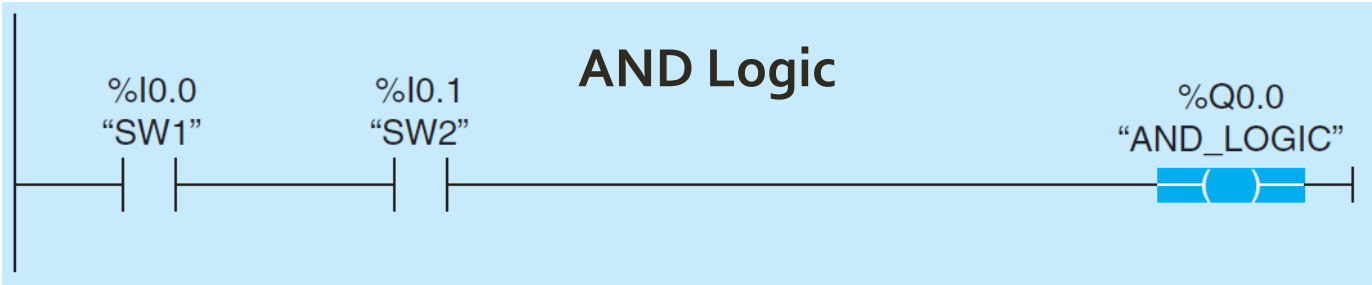 AND Logic
%I0.0
“SW1”
%I0.1
“SW2”
%Q0.0
“AND_LOGIC”